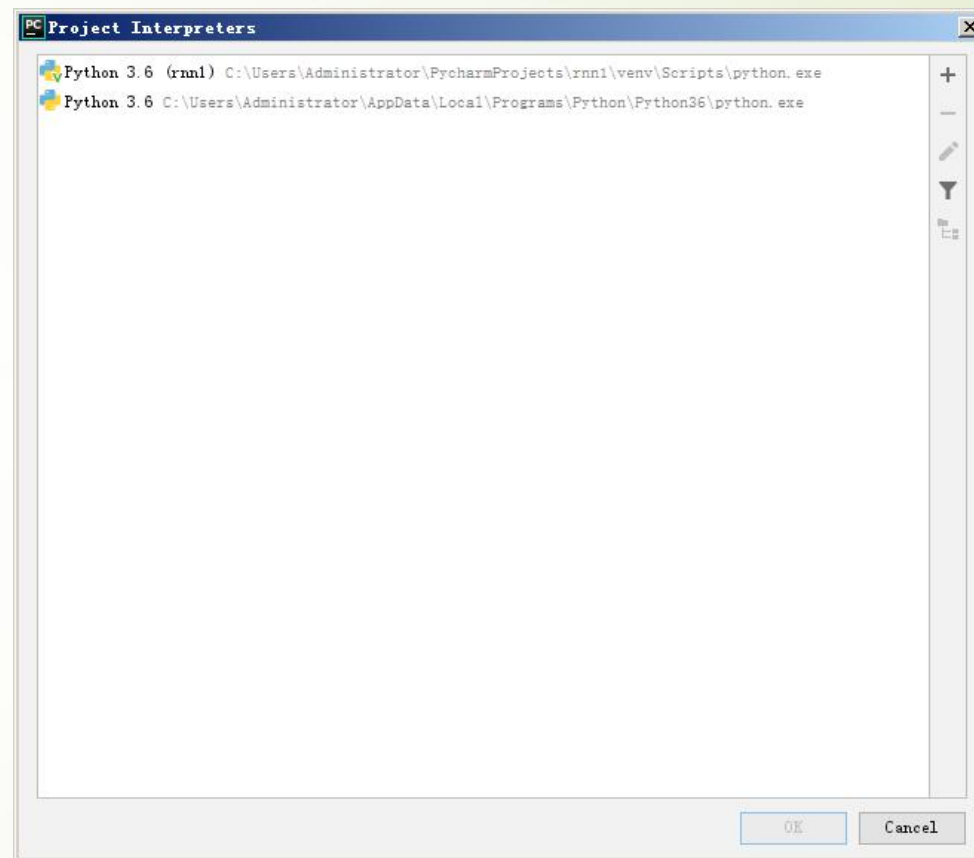 PC Project Interpreters
Python 3.6 (rnn1) C:\Users\Administrator\PycharmProjects\rnn1\venv\Scripts\python.exe
Python 3.6 C:\Users\Administrator\AppData\Local\Programs\Python\Python36\python.exe
OK Cancel